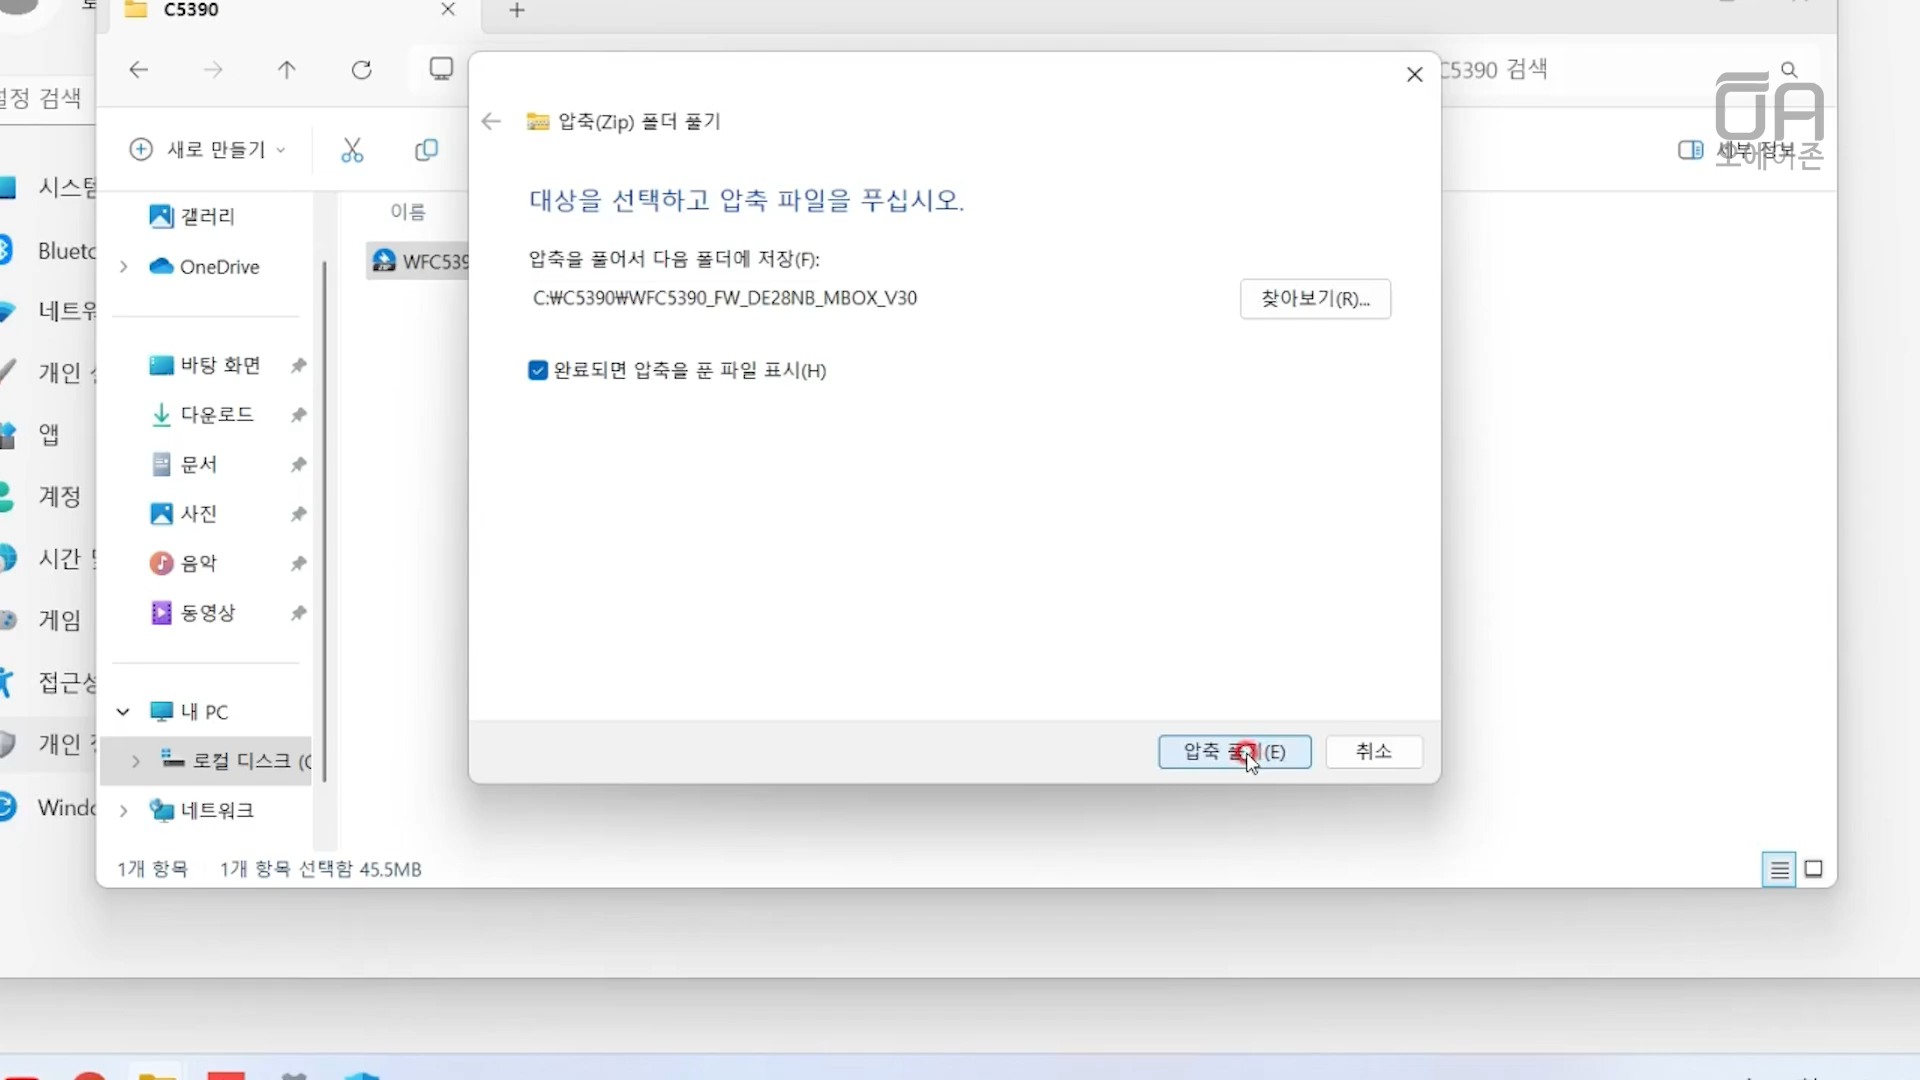 C5390
C5390 검색
설정 검색
새로 만들기
세부 정보
오에이존
시스템
네트워
개인
앱
계정
시간 및
게임
접근성
개인
갤러리
OneDrive
바탕 화면
다운로드
문서
사진
음악
동영상
내 PC
로컬 디스크 (C
네트워크
이름
WFC539
압축(Zip) 폴더 풀기
대상을 선택하고 압축 파일을 푸십시오.
압축을 풀어서 다음 폴더에 저장(F):
C:₩C5390₩WFC5390_FW_DE28NB_MBOX_V30
찾아보기(R)...
완료되면 압축을 푼 파일 표시(H)
압축 풀기(E)
취소
1개 항목
1개 항목 선택함 45.5MB